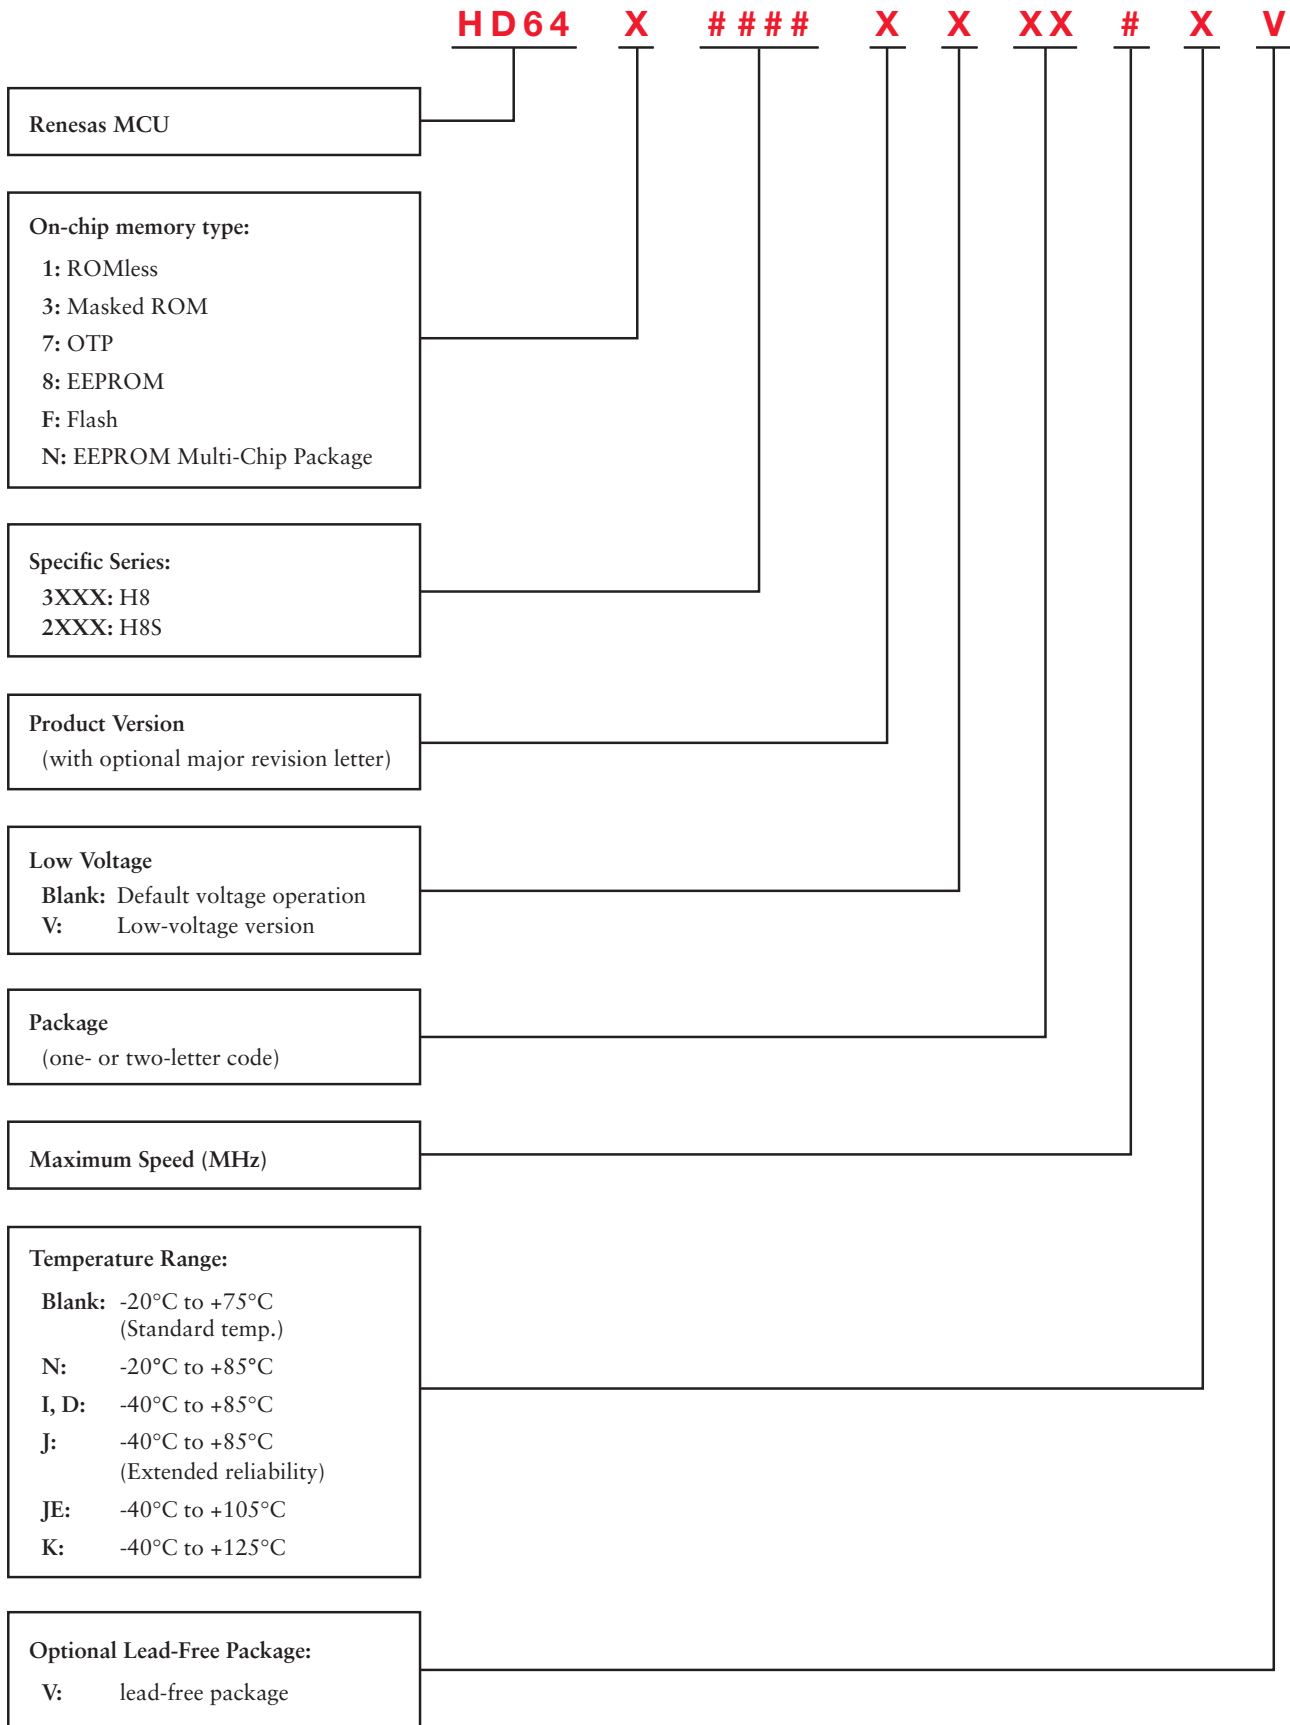 HD64 X #### X X XX # X V
Renesas MCU
On-chip memory type:
1: ROMless
3: Masked ROM
7: OTP
8: EEPROM
F: Flash
N: EEPROM Multi-Chip Package
Specific Series:
3XXX: H8
2XXX: H8S
Product Version
(with optional major revision letter)
Low Voltage
Blank: Default voltage operation
V: Low-voltage version
Package
(one- or two-letter code)
Maximum Speed (MHz)
Temperature Range:
Blank: -20°C to +75°C
(Standard temp.)
N: -20°C to +85°C
I, D: -40°C to +85°C
J: -40°C to +85°C
(Extended reliability)
JE: -40°C to +105°C
K: -40°C to +125°C
Optional Lead-Free Package:
V: lead-free package